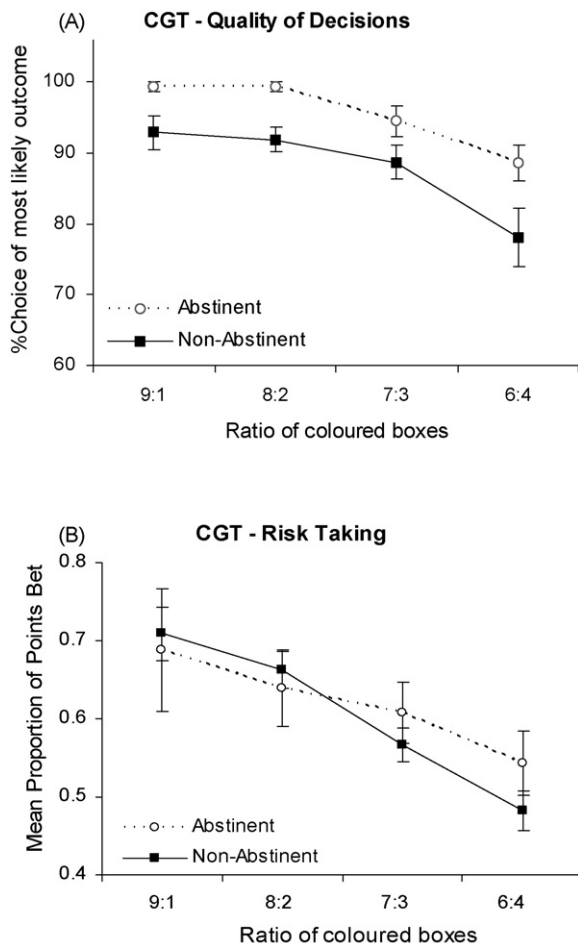 (A) CGT - Quality of Decisions
%Choice of most likely outcome
100
90
80
70
60
Abstinent
Non-Abstinent
9:1 8:2 7:3 6:4
Ratio of coloured boxes
(B) CGT - Risk Taking
Mean Proportion of Points Bet
0.8
0.7
0.6
0.5
0.4
Abstinent
Non-Abstinent
9:1 8:2 7:3 6:4
Ratio of coloured boxes